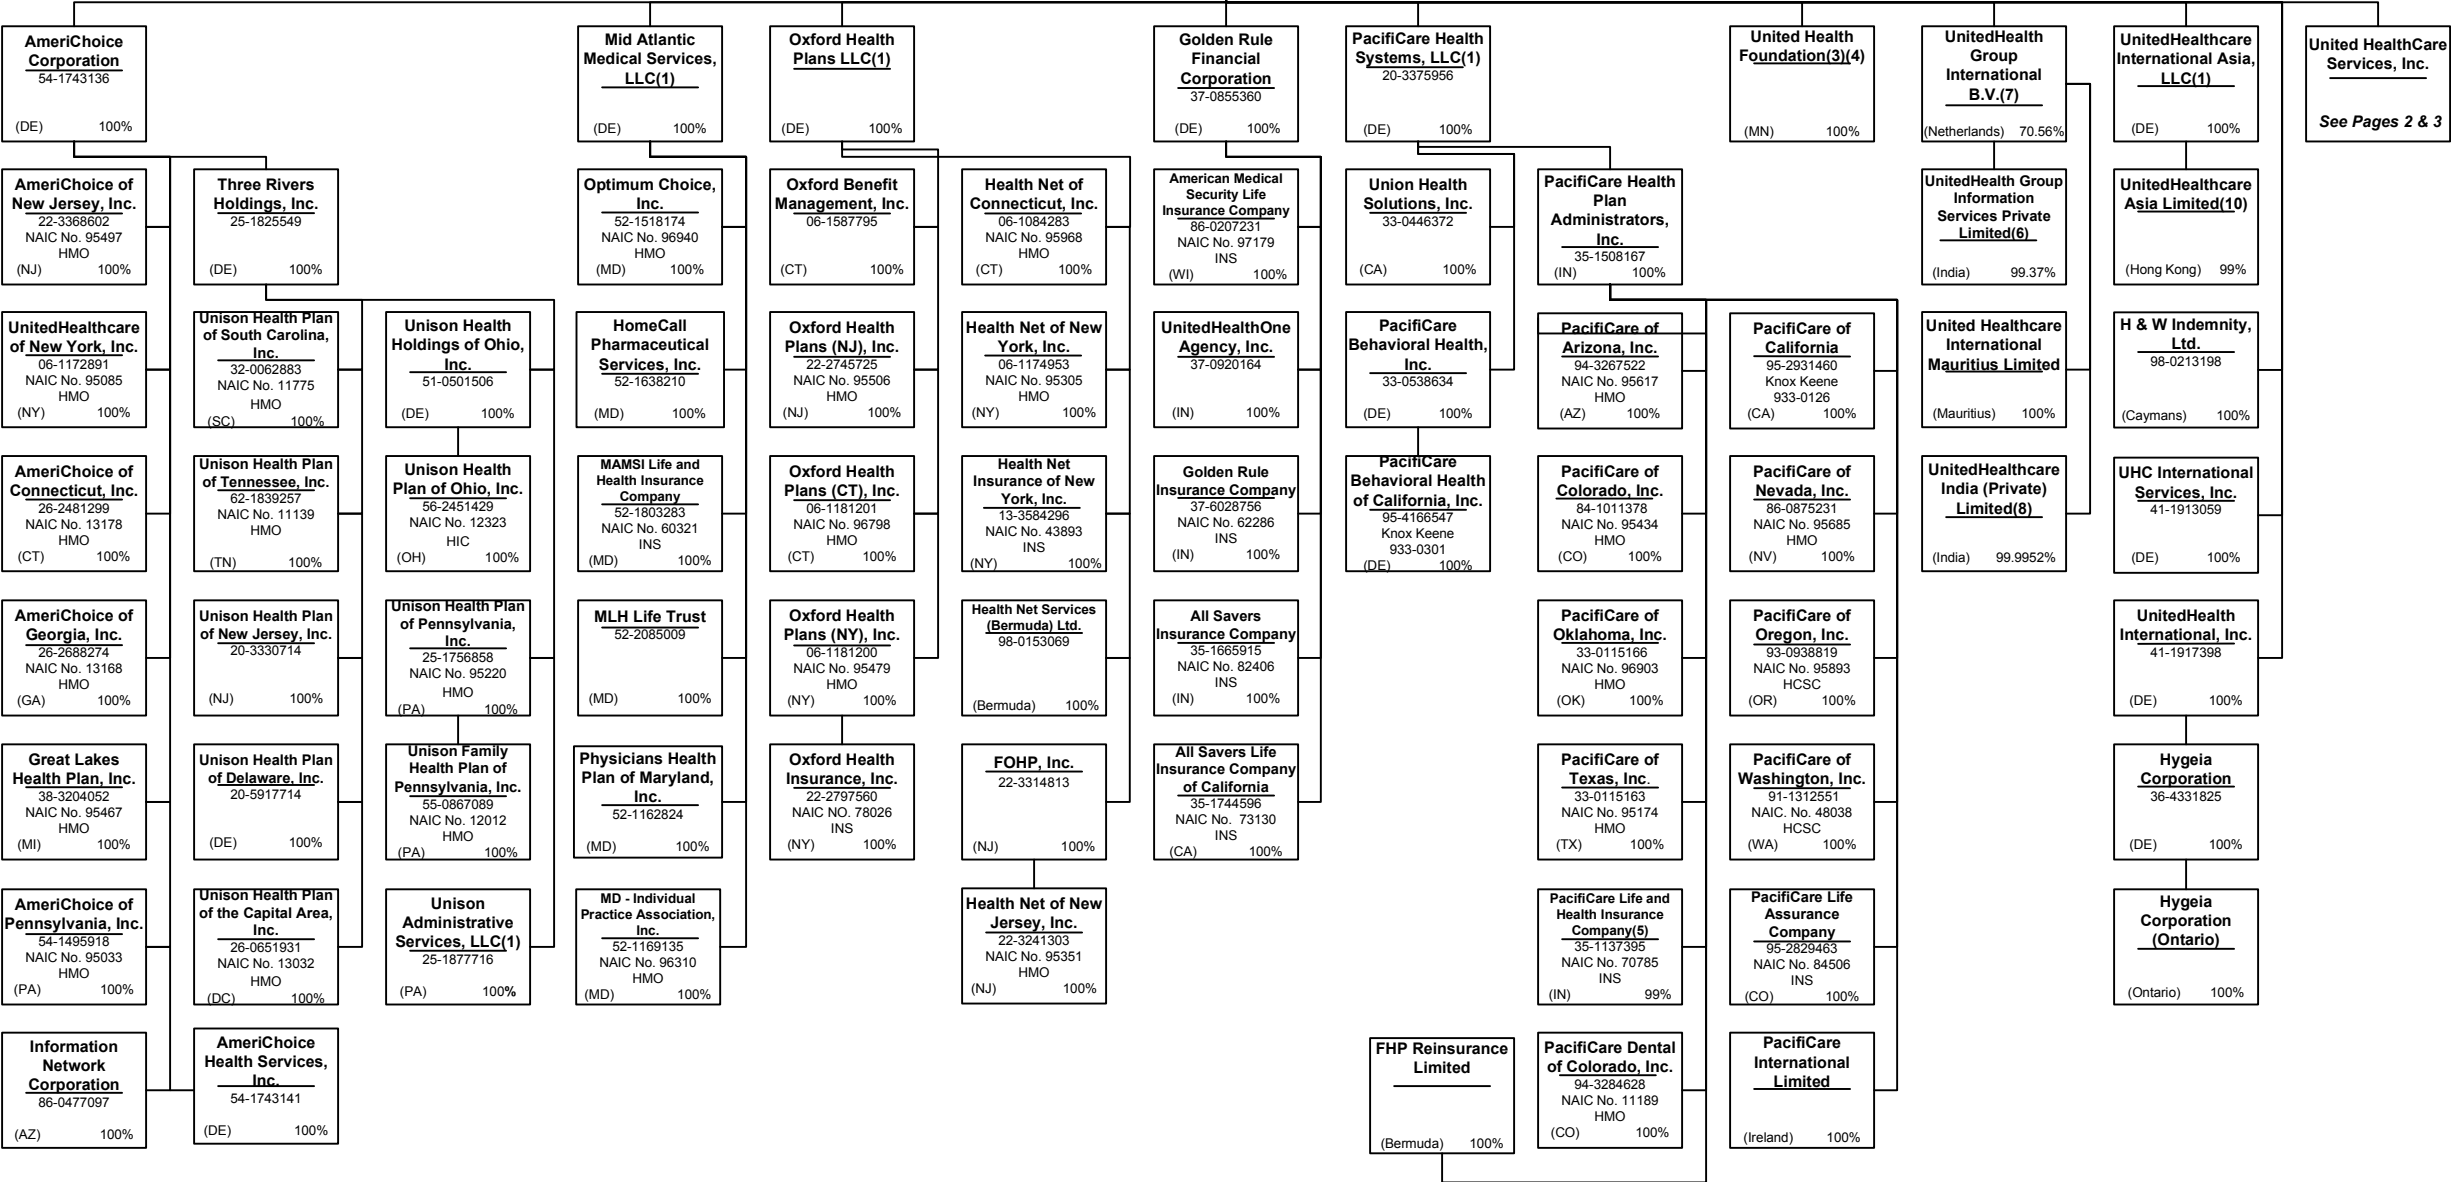 AmeriChoice
Corporation
54-1743136
(DE) 100%
Mid Atlantic
Medical Services,
LLC(1)
(DE) 100%
Oxford Health
Plans LLC(1)
(DE) 100%
Golden Rule
Financial
Corporation
37-0855360
(DE) 100%
PacifiCare Health
Systems, LLC(1)
20-3375956
(DE) 100%
United Health
Foundation(3)(4)
(MN) 100%
UnitedHealth
Group
International
B.V.(7)
(Netherlands) 70.56%
UnitedHealthcare
International Asia,
LLC(1)
(DE) 100%
United HealthCare
Services, Inc.
See Pages 2 & 3
AmeriChoice of
New Jersey, Inc.
22-3368602
NAIC No. 95497
HMO
(NJ) 100%
Three Rivers
Holdings, Inc.
25-1825549
(DE) 100%
Optimum Choice,
Inc.
52-1518174
NAIC No. 96940
HMO
(MD) 100%
Oxford Benefit
Management, Inc.
06-1587795
(CT) 100%
Health Net of
Connecticut, Inc.
06-1084283
NAIC No. 95968
HMO
(CT) 100%
American Medical
Security Life
Insurance Company
86-0207231
NAIC No. 97179
INS
(WI) 100%
Union Health
Solutions, Inc.
33-0446372
(CA) 100%
PacifiCare Health
Plan
Administrators,
Inc.
35-1508167
(IN) 100%
UnitedHealth Group
Information
Services Private
Limited(6)
(India) 99.37%
UnitedHealthcare
Asia Limited(10)
(Hong Kong) 99%
UnitedHealthcare
of New York, Inc.
06-1172891
NAIC No. 95085
HMO
(NY) 100%
Unison Health Plan
of South Carolina,
Inc.
32-0062883
NAIC No. 11775
HMO
(SC) 100%
Unison Health
Holdings of Ohio,
Inc.
51-0501506
(DE) 100%
HomeCall
Pharmaceutical
Services, Inc.
52-1638210
(MD) 100%
Oxford Health
Plans (NJ), Inc.
22-2745725
NAIC No. 95506
HMO
(NJ) 100%
Health Net of New
York, Inc.
06-1174953
NAIC No. 95305
HMO
(NY) 100%
UnitedHealthOne
Agency, Inc.
37-0920164
(IN) 100%
PacifiCare
Behavioral Health,
Inc.
33-0538634
(DE) 100%
PacifiCare of
Arizona, Inc.
94-3267522
NAIC No. 95617
HMO
(AZ) 100%
PacifiCare of
California
95-2931460
Knox Keene
933-0126
(CA) 100%
United Healthcare
International
Mauritius Limited
(Mauritius) 100%
H & W Indemnity,
Ltd.
98-0213198
(Caymans) 100%
AmeriChoice of
Connecticut, Inc.
26-2481299
NAIC No. 13178
HMO
(CT) 100%
Unison Health Plan
of Tennessee, Inc.
62-1839257
NAIC No. 11139
HMO
(TN) 100%
Unison Health
Plan of Ohio, Inc.
56-2451429
NAIC No. 12323
HIC
(OH) 100%
MAMSI Life and
Health Insurance
Company
52-1803283
NAIC No. 60321
INS
(MD) 100%
Oxford Health
Plans (CT), Inc.
06-1181201
NAIC No. 96798
HMO
(CT) 100%
Health Net
Insurance of New
York, Inc.
13-3584296
NAIC No. 43893
INS
(NY) 100%
Golden Rule
Insurance Company
37-6028756
NAIC No. 62286
INS
(IN) 100%
PacifiCare
Behavioral Health
of California, Inc.
95-4166547
Knox Keene
933-0301
(DE) 100%
PacifiCare of
Colorado, Inc.
84-1011378
NAIC No. 95434
HMO
(CO) 100%
PacifiCare of
Nevada, Inc.
86-0875231
NAIC No. 95685
HMO
(NV) 100%
UnitedHealthcare
India (Private)
Limited(8)
(India) 99.9952%
UHC International
Services, Inc.
41-1913059
(DE) 100%
AmeriChoice of
Georgia, Inc.
26-2688274
NAIC No. 13168
HMO
(GA) 100%
Unison Health Plan
of New Jersey, Inc.
20-3330714
(NJ) 100%
Unison Health Plan
of Pennsylvania,
Inc.
25-1756858
NAIC No. 95220
HMO
(PA) 100%
MLH Life Trust
52-2085009
(MD) 100%
Oxford Health
Plans (NY), Inc.
06-1181200
NAIC No. 95479
HMO
(NY) 100%
Health Net Services
(Bermuda) Ltd.
98-0153069
(Bermuda) 100%
All Savers
Insurance Company
35-1665915
NAIC No. 82406
INS
(IN) 100%
PacifiCare of
Oklahoma, Inc.
33-0115166
NAIC No. 96903
HMO
(OK) 100%
PacifiCare of
Oregon, Inc.
93-0938819
NAIC No. 95893
HCSC
(OR) 100%
UnitedHealth
International, Inc.
41-1917398
(DE) 100%
Great Lakes
Health Plan, Inc.
38-3204052
NAIC No. 95467
HMO
(MI) 100%
Unison Health Plan
of Delaware, Inc.
20-5917714
(DE) 100%
Unison Family
Health Plan of
Pennsylvania, Inc.
55-0867089
NAIC No. 12012
HMO
(PA) 100%
Physicians Health
Plan of Maryland,
Inc.
52-1162824
(MD) 100%
Oxford Health
Insurance, Inc.
22-2797560
NAIC NO. 78026
INS
(NY) 100%
FOHP, Inc.
22-3314813
(NJ) 100%
All Savers Life
Insurance Company
of California
35-1744596
NAIC No. 73130
INS
(CA) 100%
PacifiCare of
Texas, Inc.
33-0115163
NAIC No. 95174
HMO
(TX) 100%
PacifiCare of
Washington, Inc.
91-1312551
NAIC. No. 48038
HCSC
(WA) 100%
Hygeia
Corporation
36-4331825
(DE) 100%
AmeriChoice of
Pennsylvania, Inc.
54-1495918
NAIC No. 95033
HMO
(PA) 100%
Unison Health Plan
of the Capital Area,
Inc.
26-0651931
NAIC No. 13032
HMO
(DC) 100%
Unison
Administrative
Services, LLC(1)
25-1877716
(PA) 100%
MD - Individual
Practice Association,
Inc.
52-1169135
NAIC No. 96310
HMO
(MD) 100%
Health Net of New
Jersey, Inc.
22-3241303
NAIC No. 95351
HMO
(NJ) 100%
PacifiCare Life and
Health Insurance
Company(5)
35-1137395
NAIC No. 70785
INS
(IN) 99%
PacifiCare Life
Assurance
Company
95-2829463
NAIC No. 84506
INS
(CO) 100%
Hygeia
Corporation
(Ontario)
(Ontario) 100%
Information
Network
Corporation
86-0477097
(AZ) 100%
AmeriChoice
Health Services,
Inc.
54-1743141
(DE) 100%
FHP Reinsurance
Limited
(Bermuda) 100%
PacifiCare Dental
of Colorado, Inc.
94-3284628
NAIC No. 11189
HMO
(CO) 100%
PacifiCare
International
Limited
(Ireland) 100%